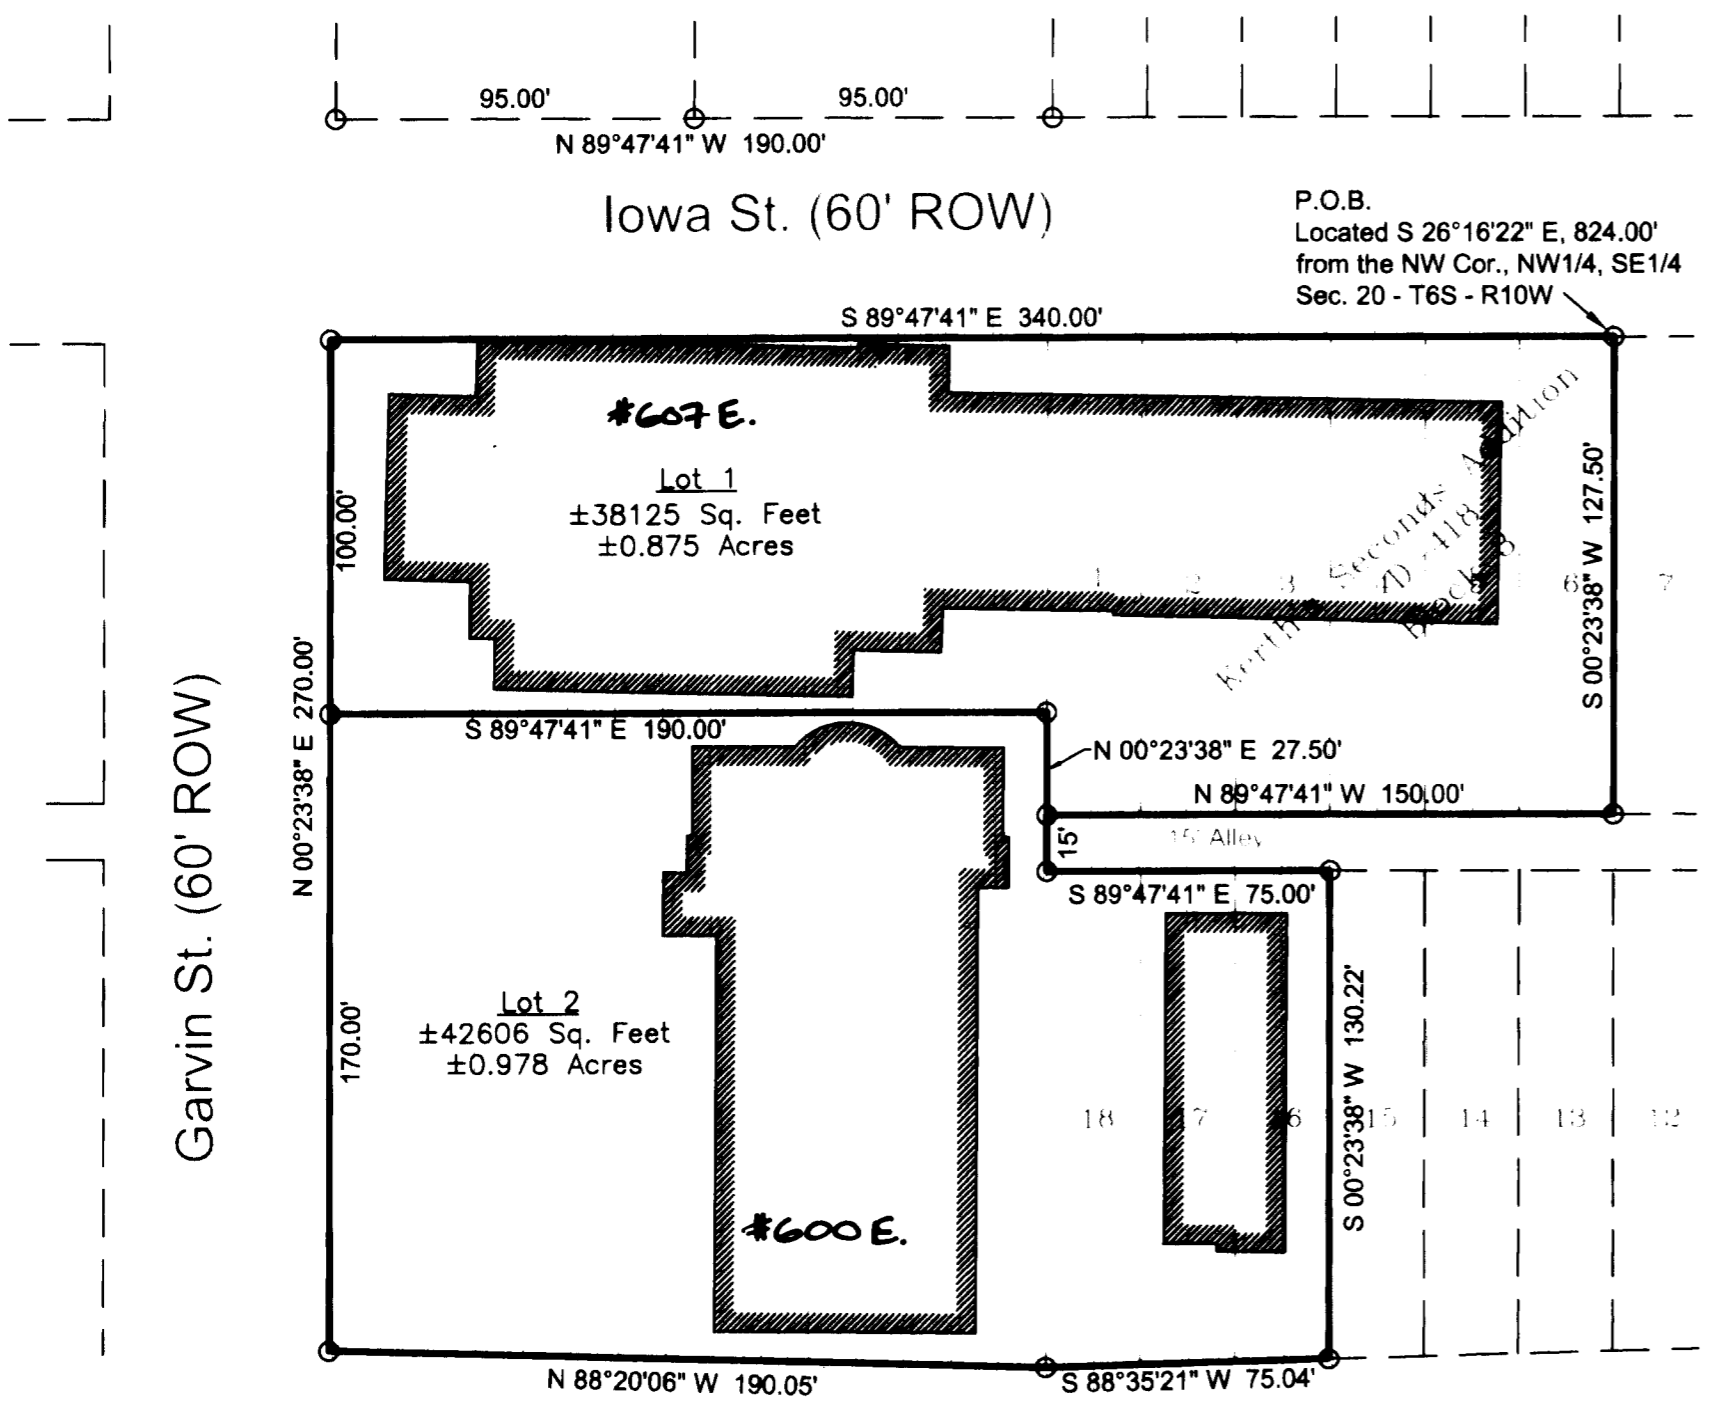 95.00'
95.00'
N 89°47'41" W 190.00'
Iowa St. (60' ROW)
P.O.B.
Located S 26°16'22" E, 824.00'
from the NW Cor., NW1/4, SE1/4
Sec. 20 - T6S - R10W
S 89°47'41" E 340.00'
#607 E.
Lot 1
±38125 Sq. Feet
±0.875 Acres
100.00'
Seconds Addition
Block 8
1
2
3
6
7
S 00°23'38" W 127.50'
N 00°23'38" E 270.00'
Garvin St. (60' ROW)
S 89°47'41" E 190.00'
N 00°23'38" E 27.50'
N 89°47'41" W 150.00'
15'
15' Alley
S 89°47'41" E 75.00'
Lot 2
±42606 Sq. Feet
±0.978 Acres
170.00'
18
17
16
15
14
13
12
S 00°23'38" W 130.22'
#600 E.
N 88°20'06" W 190.05'
S 88°35'21" W 75.04'